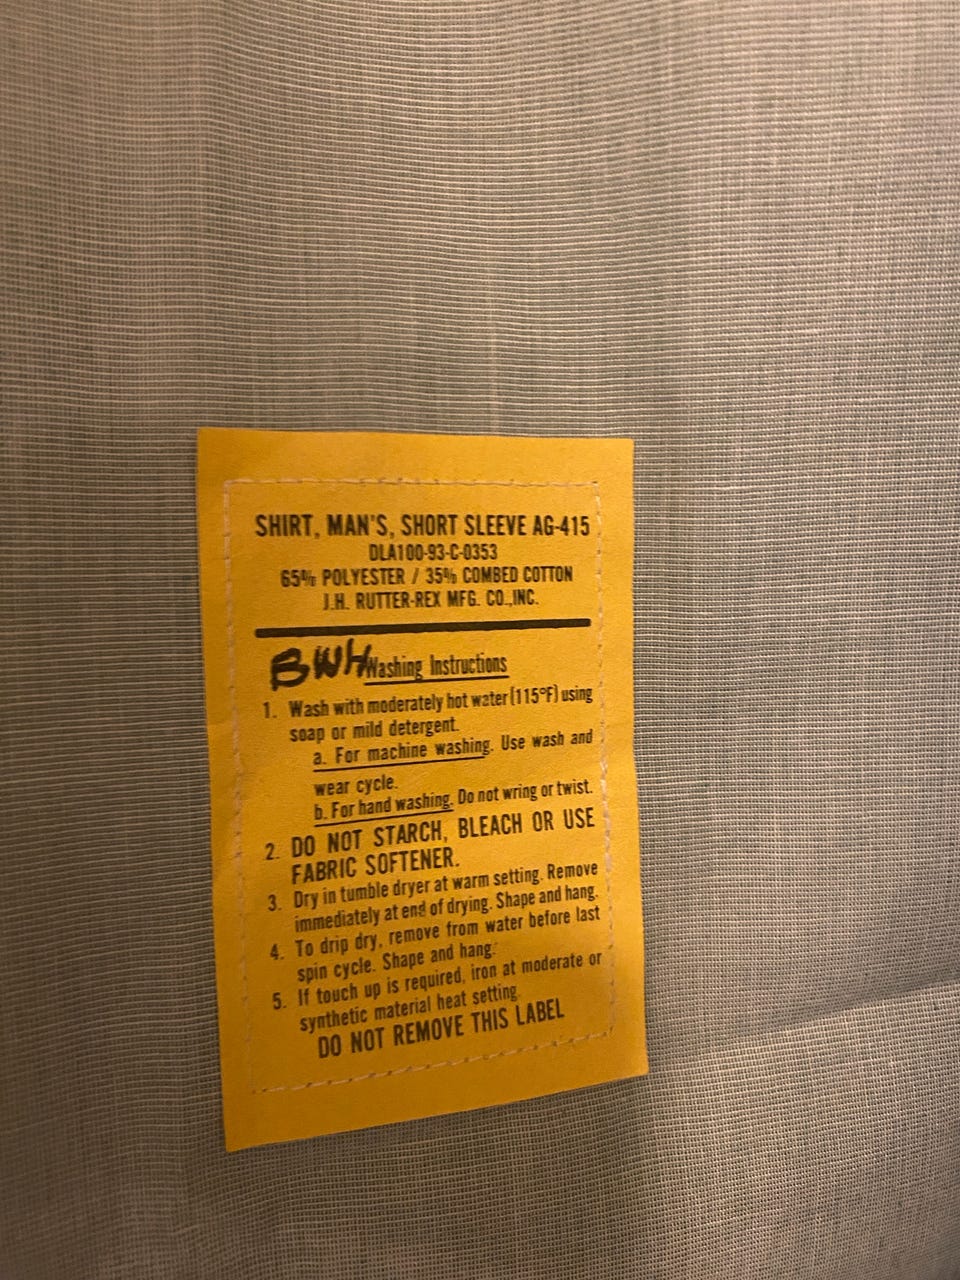 SHIRT, MAN'S, SHORT SLEEVE AG-415
DLA100-93-C-0353
65% POLYESTER / 35% COMBED COTTON
J.H. RUTTER-REX MFG. CO.,INC.
BWH Washing Instructions
1. Wash with moderately hot water (115°F) using
soap or mild detergent.
a. For machine washing. Use wash and
wear cycle.
b. For hand washing. Do not wring or twist.
2. DO NOT STARCH, BLEACH OR USE
FABRIC SOFTENER.
3. Dry in tumble dryer at warm setting. Remove
immediately at end of drying. Shape and hang.
4. To drip dry, remove from water before last
spin cycle. Shape and hang.
5. If touch up is required, iron at moderate or
synthetic material heat setting.
DO NOT REMOVE THIS LABEL